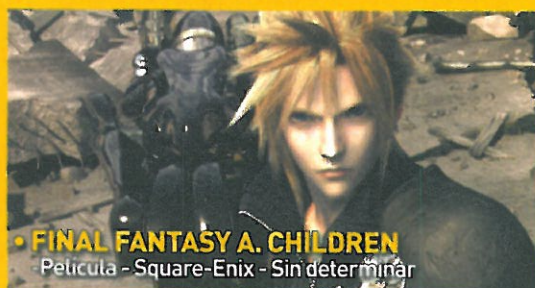 • FINAL FANTASY A. CHILDREN
-Película - Square-Enix - Sin determinar